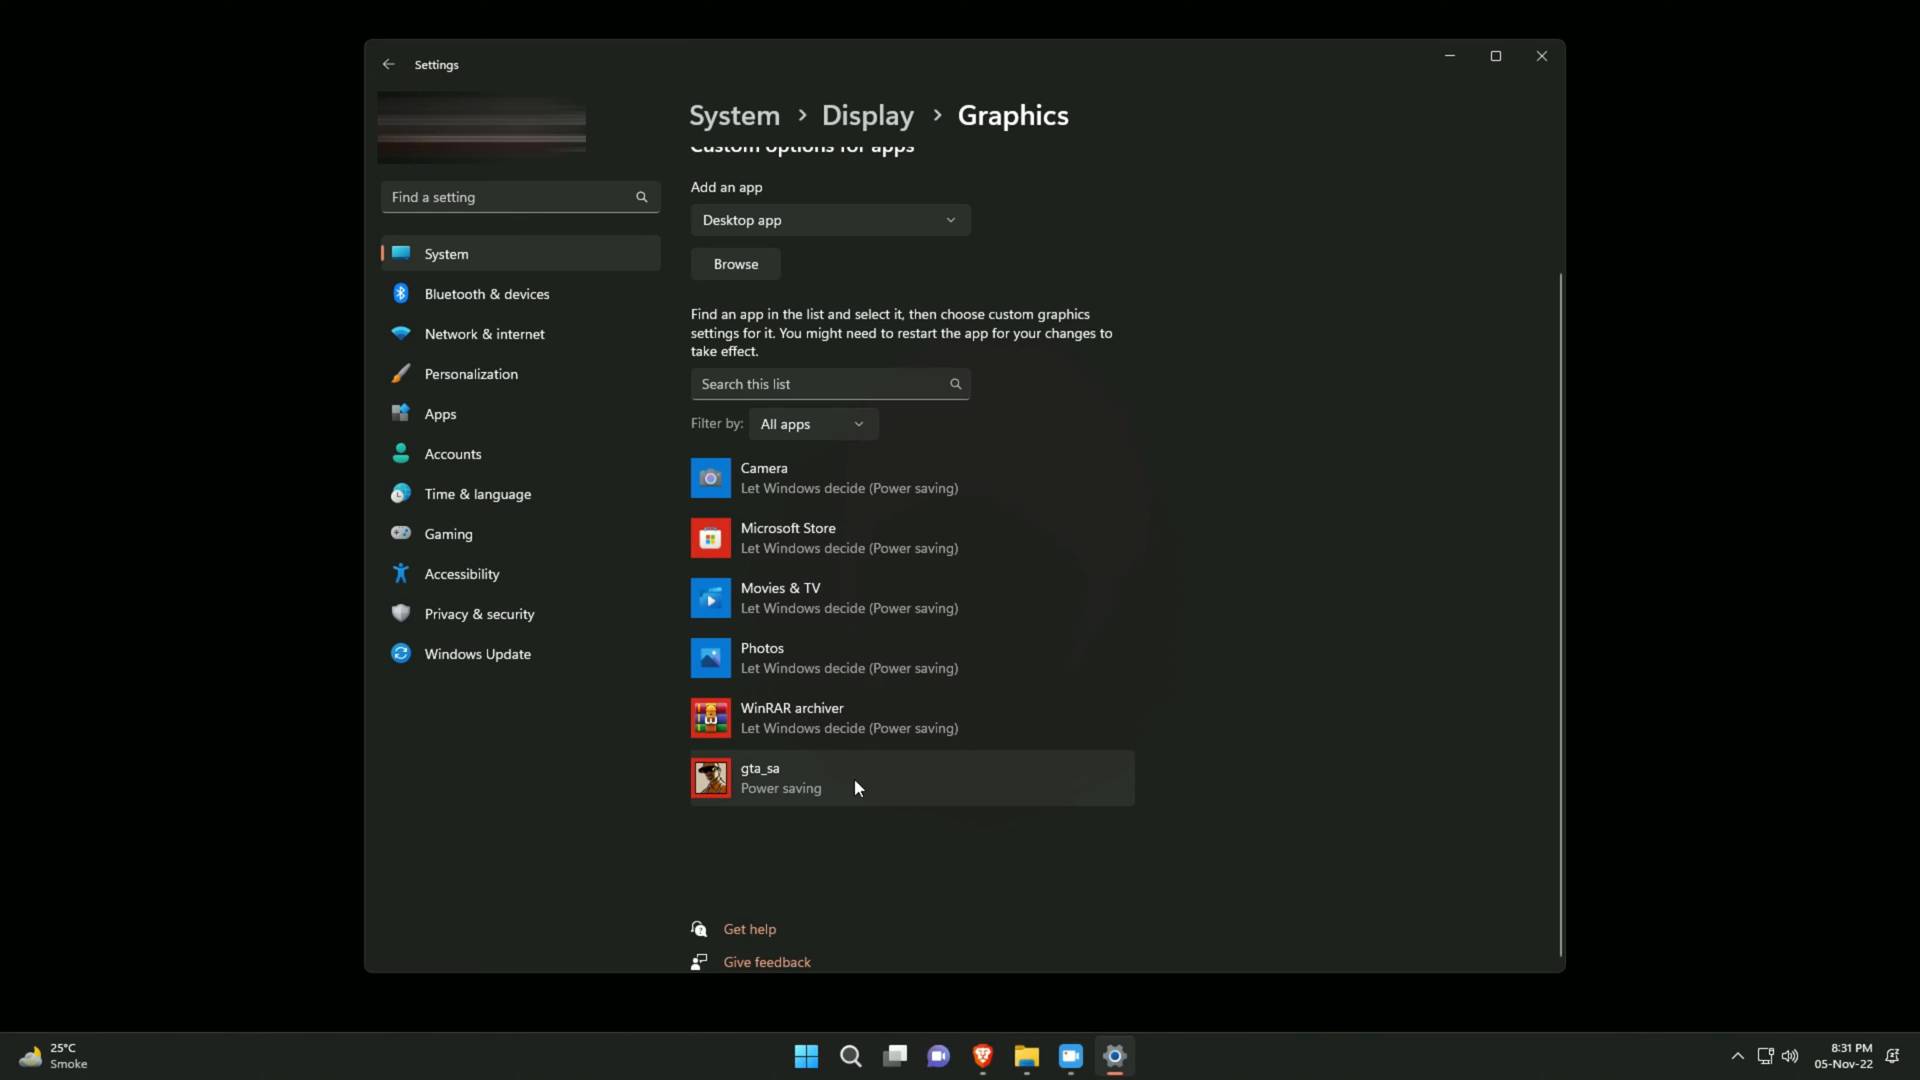 Settings
System > Display > Graphics
Custom options for apps
Find a setting
System
Bluetooth & devices
Network & internet
Personalization
Apps
Accounts
Time & language
Gaming
Accessibility
Privacy & security
Windows Update
Add an app
Desktop app
Browse
Find an app in the list and select it, then choose custom graphics
settings for it. You might need to restart the app for your changes to
take effect.
Search this list
Filter by: All apps
Camera
Let Windows decide (Power saving)
Microsoft Store
Let Windows decide (Power saving)
Movies & TV
Let Windows decide (Power saving)
Photos
Let Windows decide (Power saving)
WinRAR archiver
Let Windows decide (Power saving)
gta_sa
Power saving
Get help
Give feedback
25°C
Smoke
8:31 PM
05-Nov-22